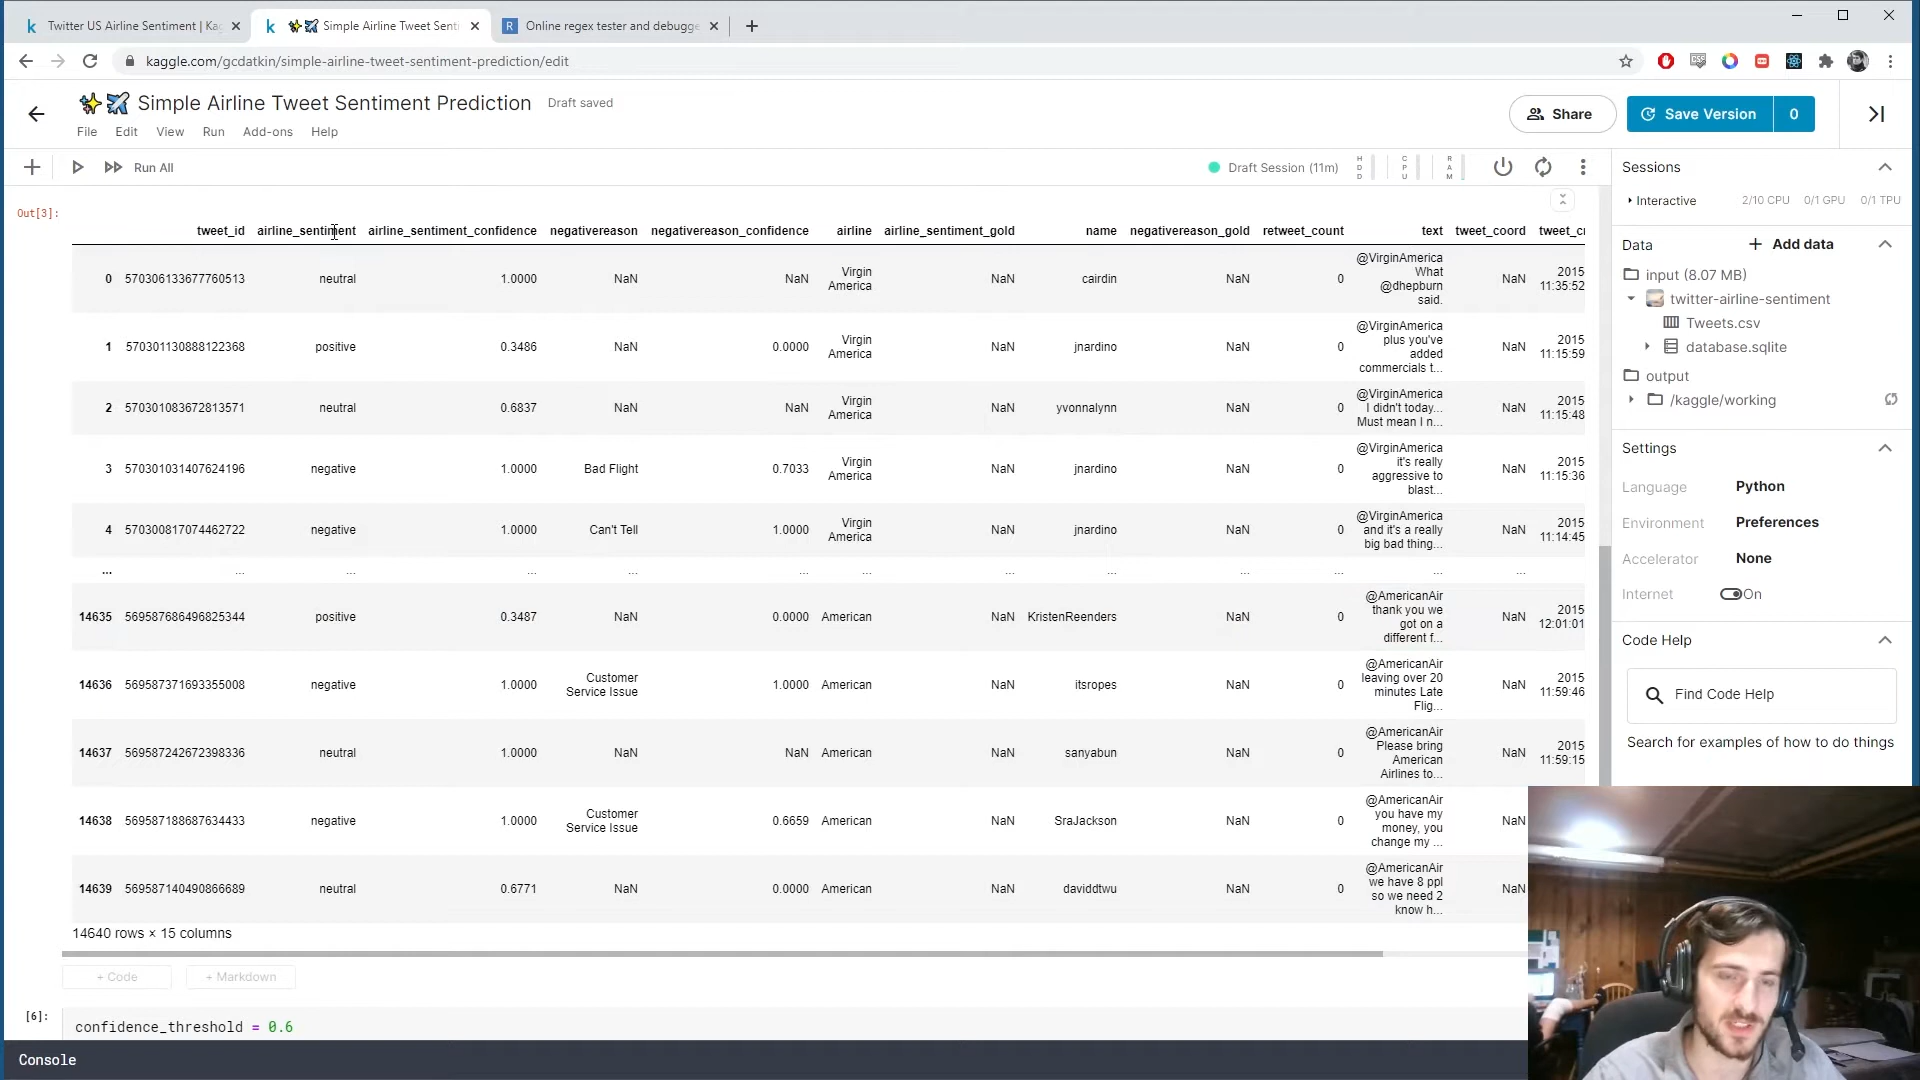 Twitter US Airline Sentiment | Kag
Simple Airline Tweet Senti
Online regex tester and debugge
kaggle.com/gcdatkin/simple-airline-tweet-sentiment-prediction/edit
Simple Airline Tweet Sentiment Prediction
Draft saved
File Edit View Run Add-ons Help
Share
Save Version 0
Run All
Draft Session (11m)
HDD
CPU
RAM
Out[3]:
tweet_id airline_sentiment airline_sentiment_confidence negativereason negativereason_confidence airline airline_sentiment_gold name negativereason_gold retweet_count text tweet_coord tweet_cr
0 570306133677760513 neutral 1.0000 NaN NaN Virgin America NaN cairdin NaN 0 @VirginAmerica What @dhepburn said. NaN 2015 11:35:52
1 570301130888122368 positive 0.3486 NaN 0.0000 Virgin America NaN jnardino NaN 0 @VirginAmerica plus you've added commercials t... NaN 2015 11:15:59
2 570301083672813571 neutral 0.6837 NaN NaN Virgin America NaN yvonnalynn NaN 0 @VirginAmerica I didn't today... Must mean I n... NaN 2015 11:15:48
3 570301031407624196 negative 1.0000 Bad Flight 0.7033 Virgin America NaN jnardino NaN 0 @VirginAmerica it's really aggressive to blast... NaN 2015 11:15:36
4 570300817074462722 negative 1.0000 Can't Tell 1.0000 Virgin America NaN jnardino NaN 0 @VirginAmerica and it's a really big bad thing... NaN 2015 11:14:45
... ... ... ... ... ... ... ... ... ... ... ... ...
14635 569587686496825344 positive 0.3487 NaN 0.0000 American NaN KristenReenders NaN 0 @AmericanAir thank you we got on a different f... NaN 2015 12:01:01
14636 569587371693355008 negative 1.0000 Customer Service Issue 1.0000 American NaN itsropes NaN 0 @AmericanAir leaving over 20 minutes Late Flig... NaN 2015 11:59:46
14637 569587242672398336 neutral 1.0000 NaN NaN American NaN sanyabun NaN 0 @AmericanAir Please bring American Airlines to... NaN 2015 11:59:15
14638 569587188687634433 negative 1.0000 Customer Service Issue 0.6659 American NaN SraJackson NaN 0 @AmericanAir you have my money, you change my ... NaN
14639 569587140490866689 neutral 0.6771 NaN 0.0000 American NaN daviddtwu NaN 0 @AmericanAir we have 8 ppl so we need 2 know h... NaN
14640 rows × 15 columns
+ Code + Markdown
[6]:
confidence_threshold = 0.6
Console
Sessions
Interactive 2/10 CPU 0/1 GPU 0/1 TPU
Data + Add data
input (8.07 MB)
twitter-airline-sentiment
Tweets.csv
database.sqlite
output
/kaggle/working
Settings
Language Python
Environment Preferences
Accelerator None
Internet On
Code Help
Find Code Help
Search for examples of how to do things